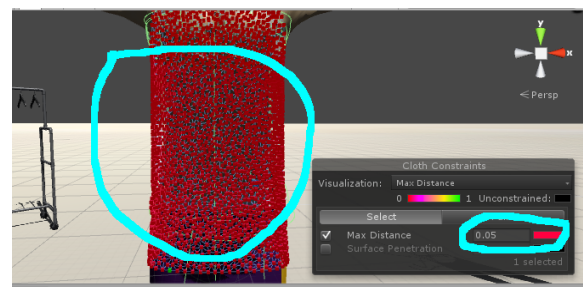 y
x
< Persp
Cloth Constraints
Visualization: Max Distance
0 1 Unconstrained:
Select
Max Distance 0.05
Surface Penetration
1 selected